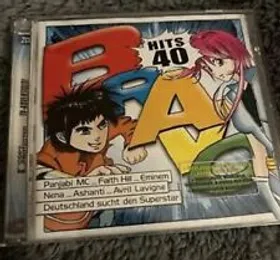 BRAVO
HITS
40
Panjabi MC ... Faith Hill ... Eminem
Nena ... Ashanti ... Avril Lavigne
Deutschland sucht den Superstar